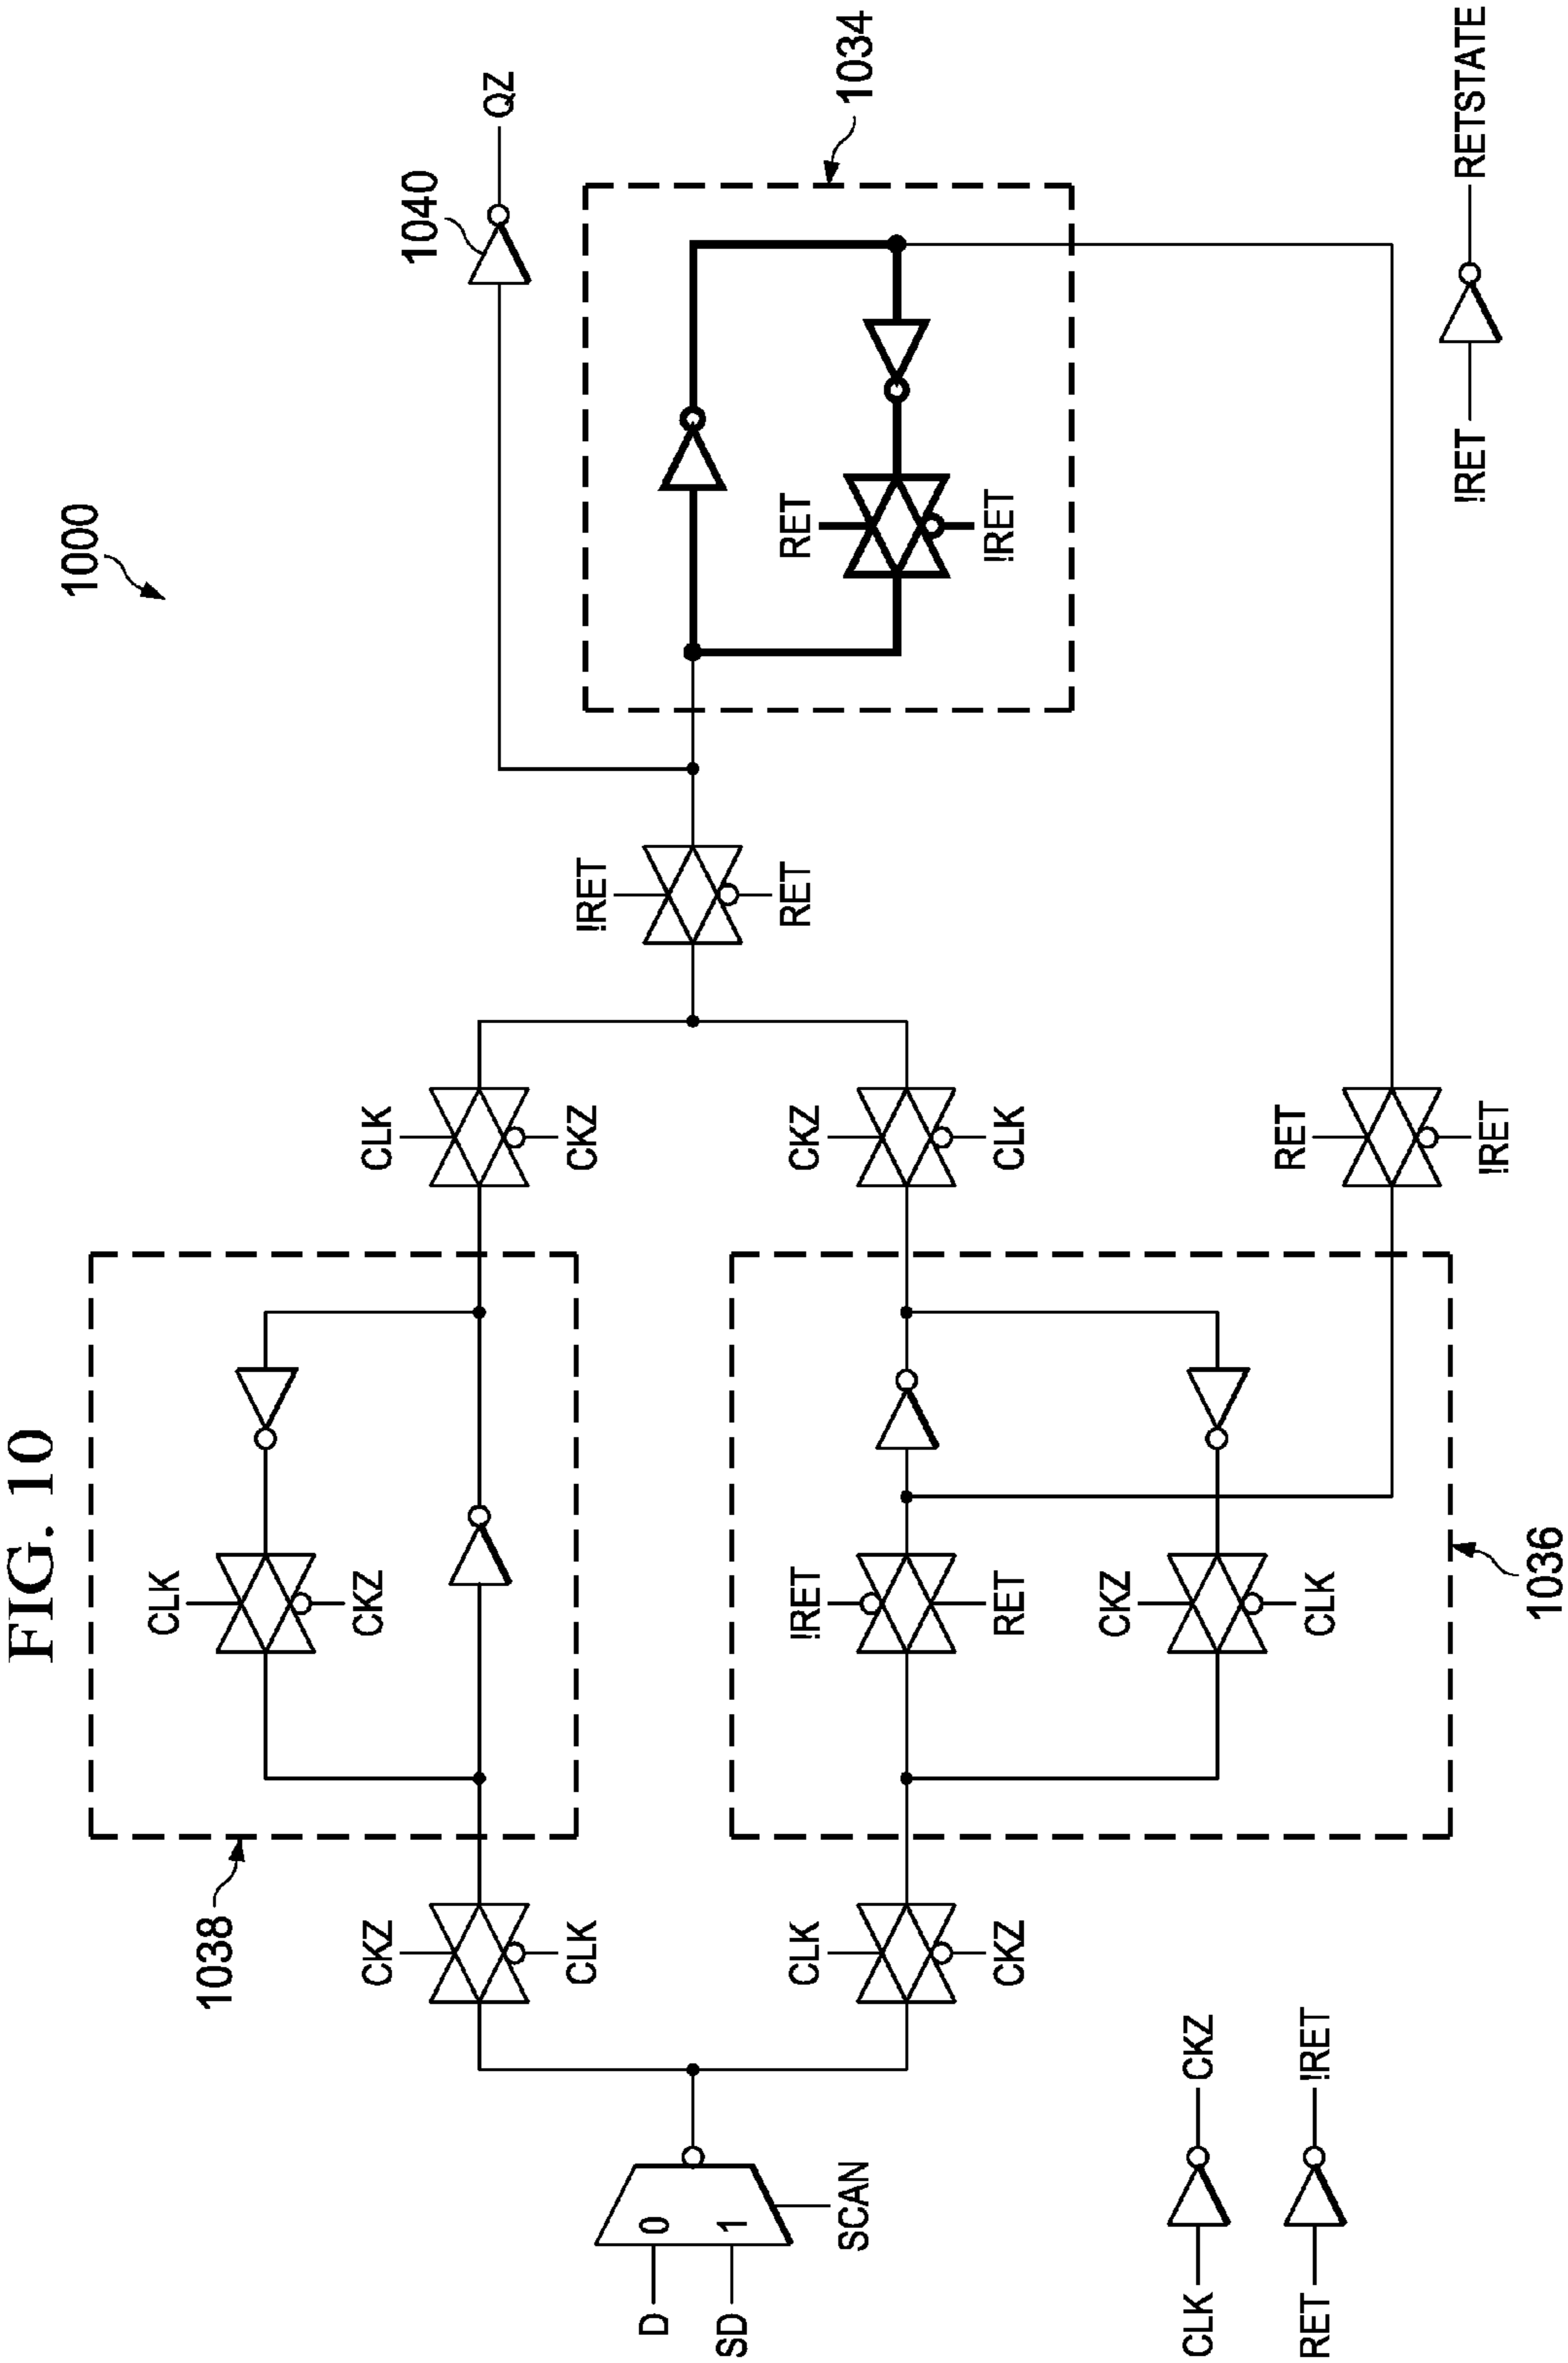 FIG. 10
1000
1038
CLK
CKZ
CKZ
CLK
CLK
CKZ
1040
QZ
!RET
RET
RET
!RET
1034
D
0
SD
1
SCAN
CLK
CKZ
!RET
RET
CKZ
CLK
CKZ
CLK
1036
RET
!RET
CLK
CKZ
RET
!RET
!RET
RETSTATE